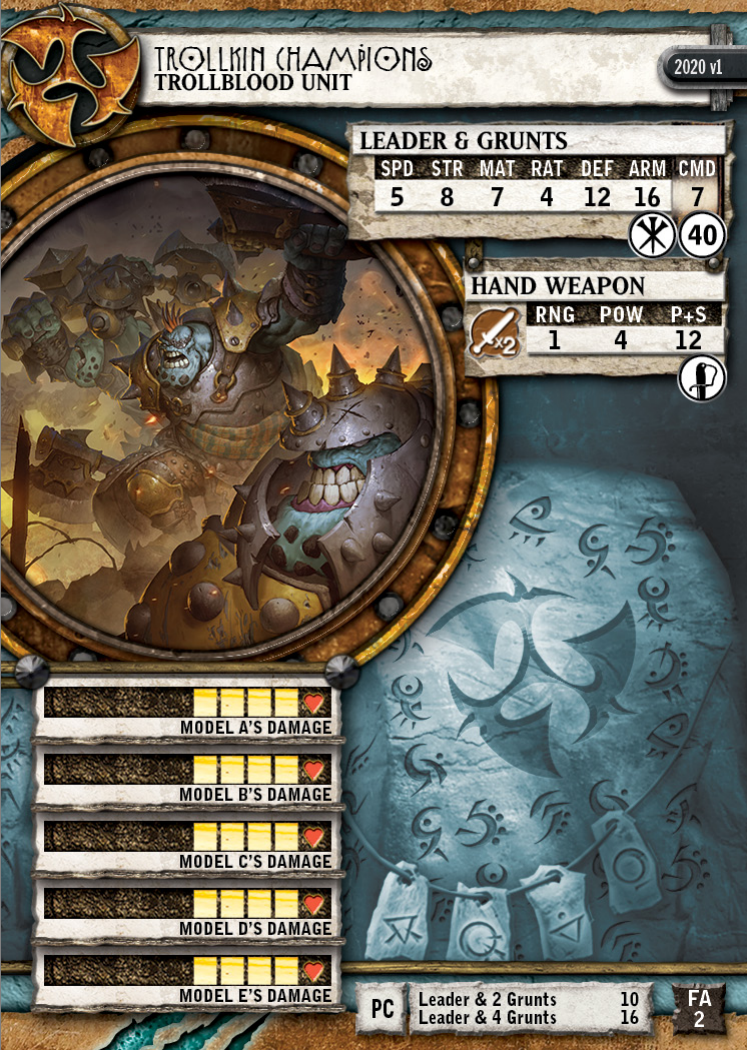 TROLLKIN CHAMPIONS
TROLLBLOOD UNIT
2020 v1
LEADER & GRUNTS
SPD STR MAT RAT DEF ARM CMD
5 8 7 4 12 16 7
40
HAND WEAPON
RNG POW P+S
x2 1 4 12
MODEL A'S DAMAGE
MODEL B'S DAMAGE
MODEL C'S DAMAGE
MODEL D'S DAMAGE
MODEL E'S DAMAGE
PC
Leader & 2 Grunts 10
Leader & 4 Grunts 16
FA
2